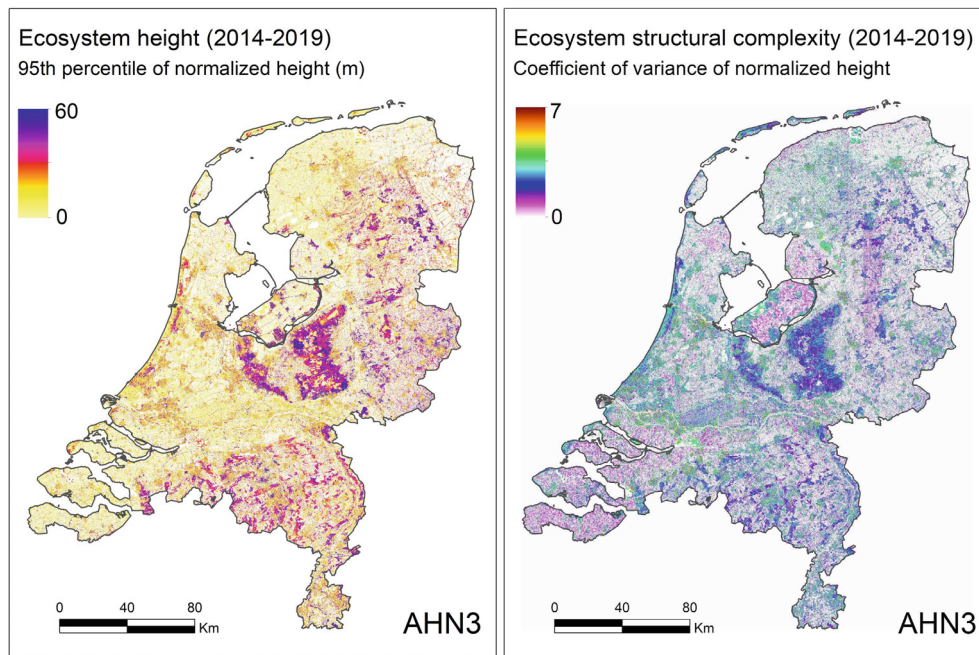 Ecosystem height (2014-2019)
95th percentile of normalized height (m)
60
0
0 40 80
Km
AHN3
Ecosystem structural complexity (2014-2019)
Coefficient of variance of normalized height
7
0
0 40 80
Km
AHN3